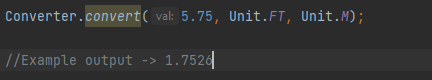 Converter.convert( val: 5.75, Unit.FT, Unit.M);
//Example output -> 1.7526